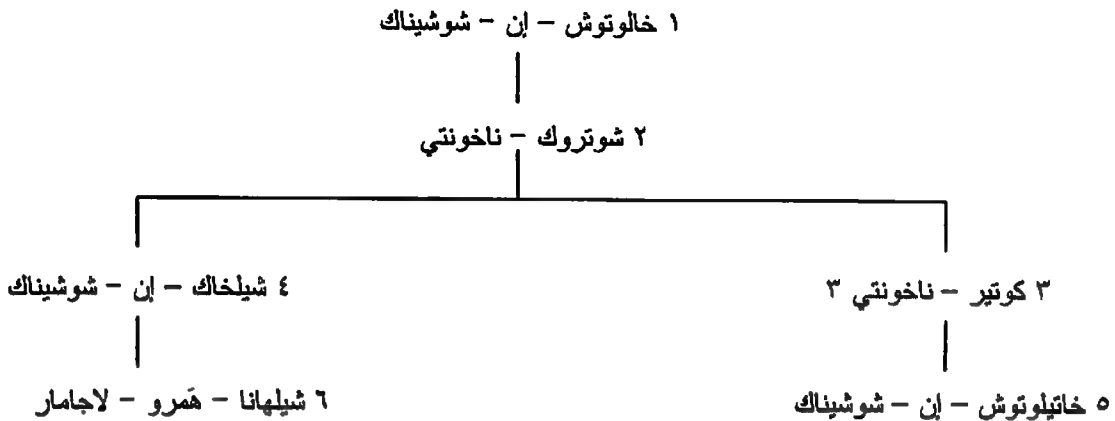 ١ خالوتوش – إن – شوشيناك
٢ شوتروك – ناخونتي
٣ كوتير – ناخونتي ٣
٤ شيلخاك – إن – شوشيناك
٥ خاتيلوتوش – إن – شوشيناك
٦ شيلهانا – هَمرو – لاجامار